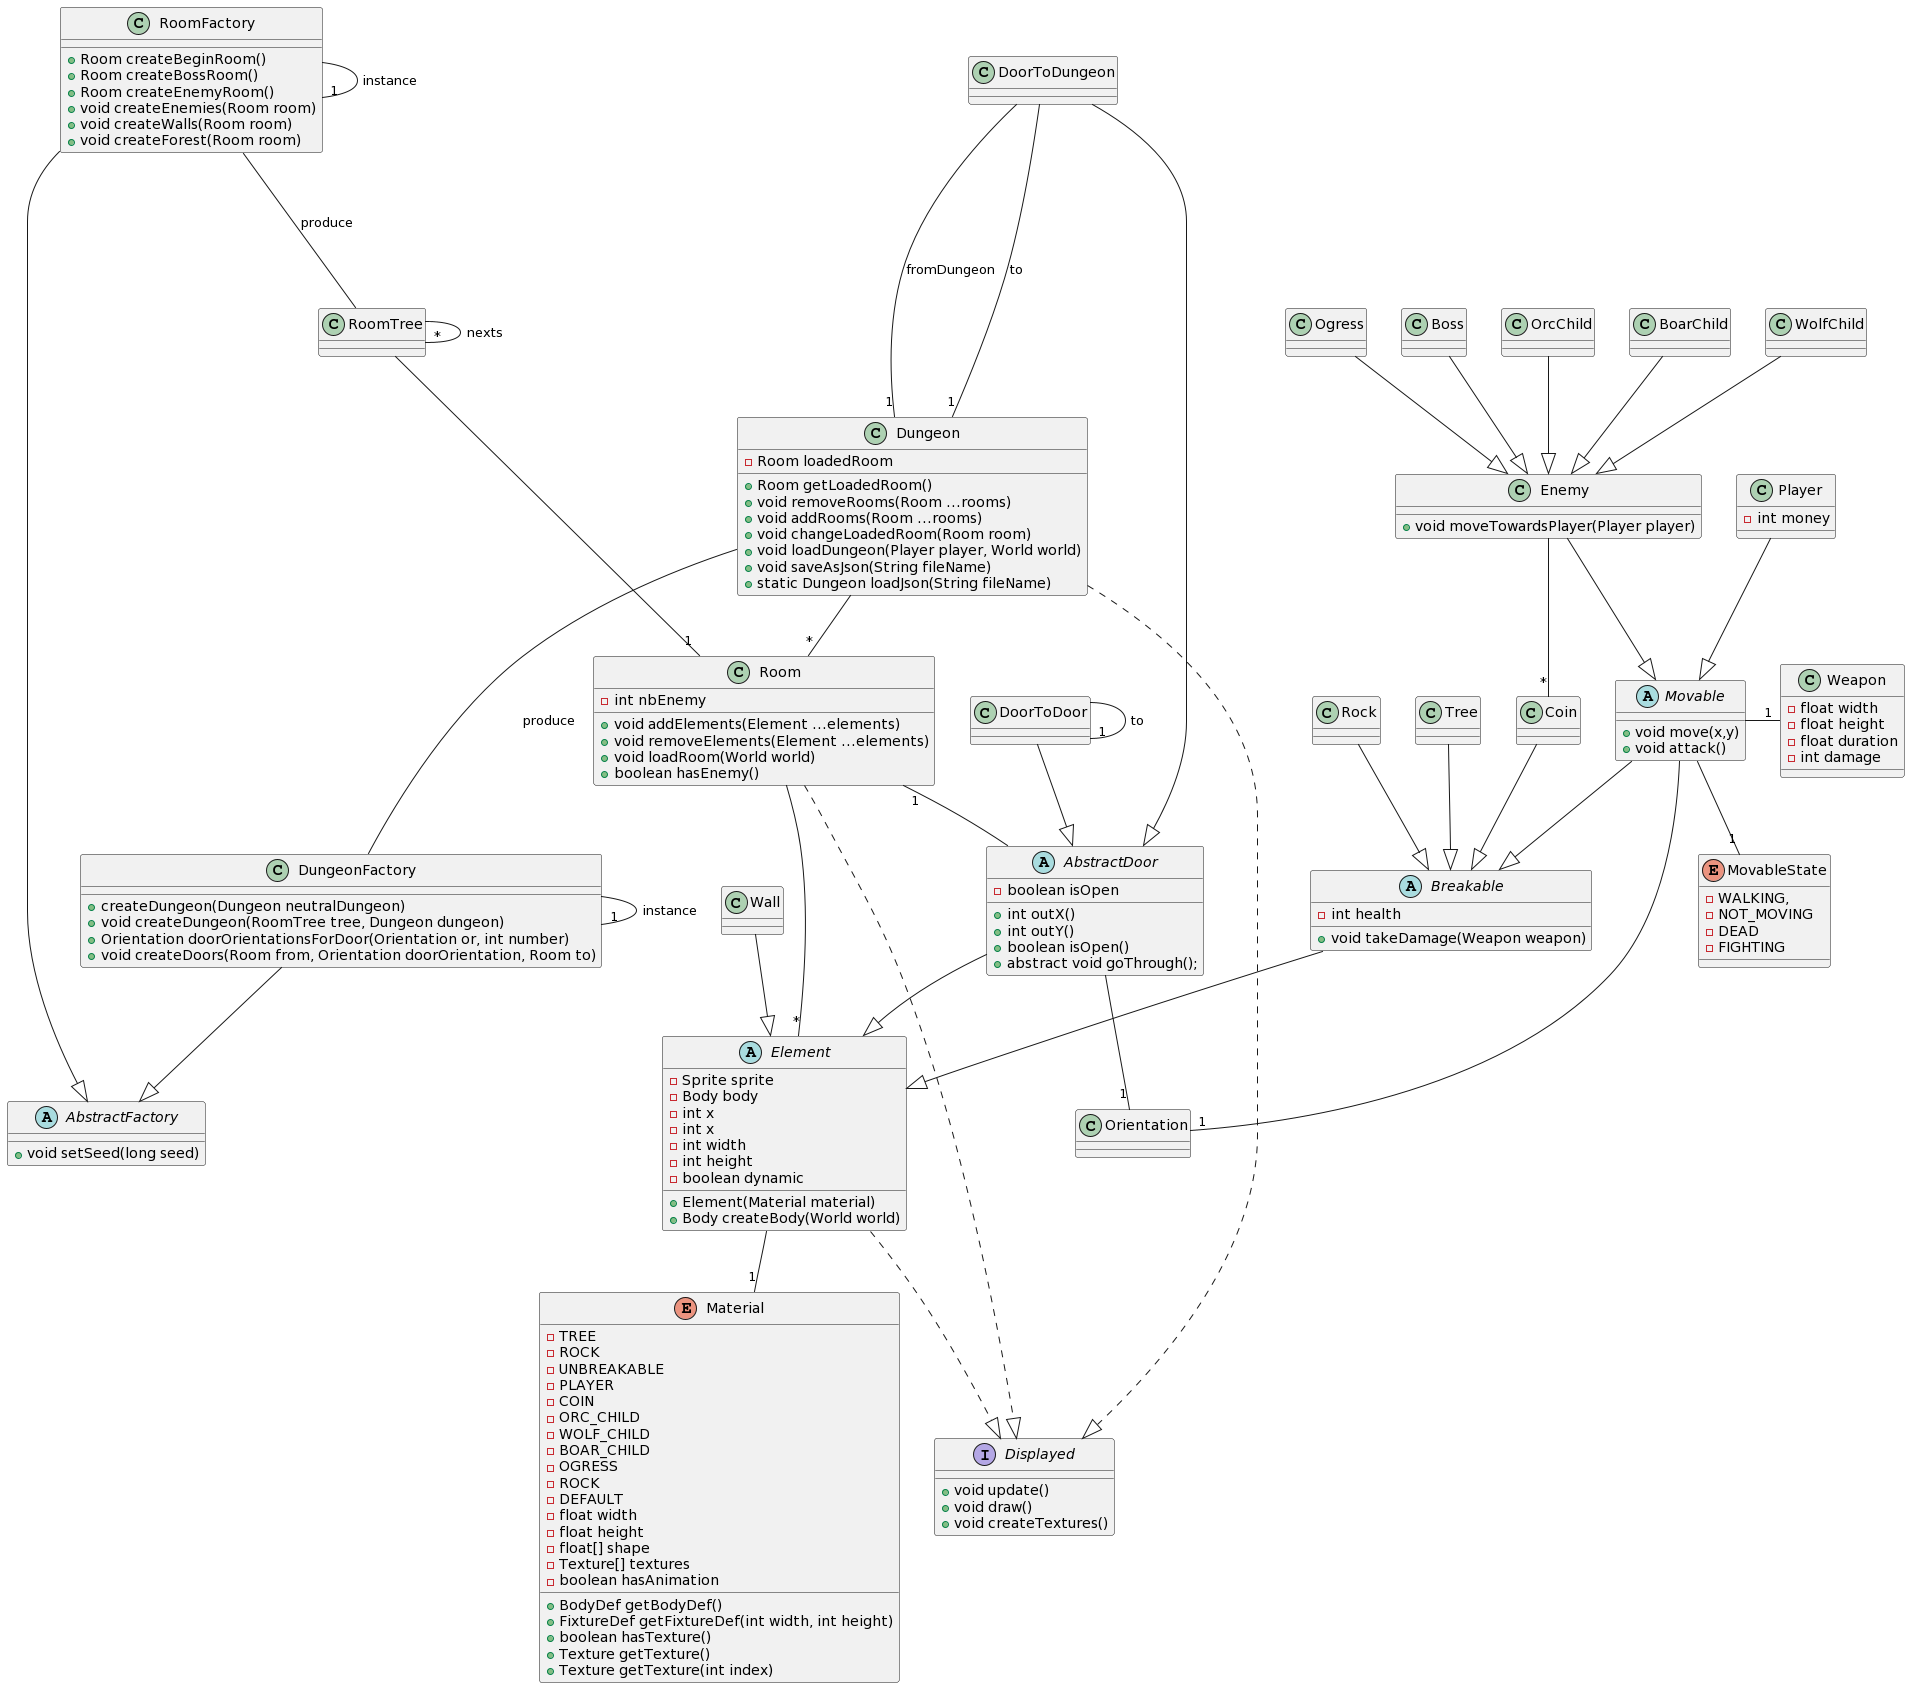 RoomFactory
Room createBeginRoom()
Room createBossRoom()
Room createEnemyRoom()
void createEnemies(Room room)
void createWalls(Room room)
void createForest(Room room)
instance
1
C DoorToDungeon
produce
fromDungeon
to
C RoomTree
*
nexts
C Ogress
C Boss
C OrcChild
C BoarChild
C WolfChild
1
1
C Dungeon
Room loadedRoom
Room getLoadedRoom()
void removeRooms(Room ...rooms)
void addRooms(Room ...rooms)
void changeLoadedRoom(Room room)
void loadDungeon(Player player, World world)
void saveAsJson(String fileName)
static Dungeon loadJson(String fileName)
C Enemy
void moveTowardsPlayer(Player player)
C Player
int money
1
*
C Room
int nbEnemy
void addElements(Element ...elements)
void removeElements(Element ...elements)
void loadRoom(World world)
boolean hasEnemy()
produce
C DoorToDoor
1
to
C Rock
C Tree
*
C Coin
A Movable
void move(x,y)
void attack()
1
C Weapon
float width
float height
float duration
int damage
1
1
C DungeonFactory
createDungeon(Dungeon neutralDungeon)
void createDungeon(RoomTree tree, Dungeon dungeon)
Orientation doorOrientationsForDoor(Orientation or, int number)
void createDoors(Room from, Orientation doorOrientation, Room to)
1
instance
C Wall
A AbstractDoor
boolean isOpen
int outX()
int outY()
boolean isOpen()
abstract void goThrough();
A Breakable
int health
void takeDamage(Weapon weapon)
E MovableState
WALKING,
NOT_MOVING
DEAD
FIGHTING
*
A AbstractFactory
void setSeed(long seed)
A Element
Sprite sprite
Body body
int x
int x
int width
int height
boolean dynamic
Element(Material material)
Body createBody(World world)
1
C Orientation
1
1
E Material
TREE
ROCK
UNBREAKABLE
PLAYER
COIN
ORC_CHILD
WOLF_CHILD
BOAR_CHILD
OGRESS
ROCK
DEFAULT
float width
float height
float[] shape
Texture[] textures
boolean hasAnimation
BodyDef getBodyDef()
FixtureDef getFixtureDef(int width, int height)
boolean hasTexture()
Texture getTexture()
Texture getTexture(int index)
I Displayed
void update()
void draw()
void createTextures()